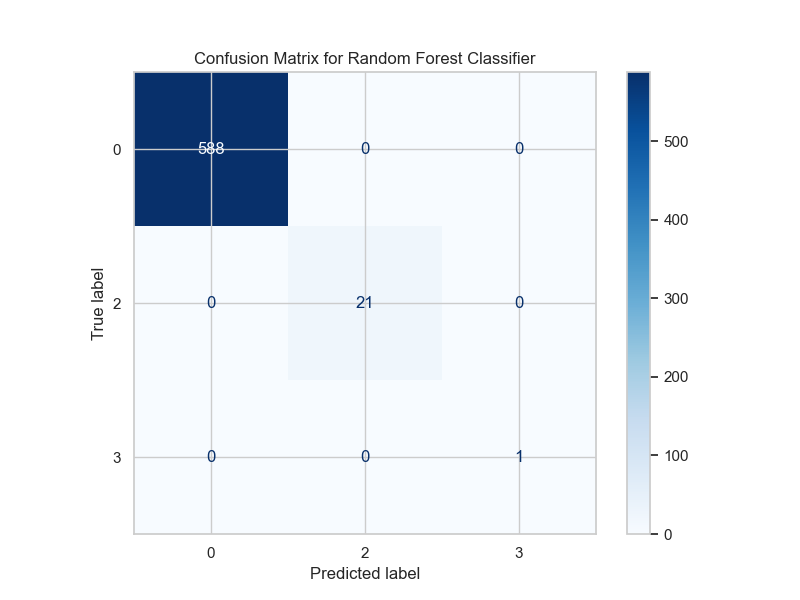 Confusion Matrix for Random Forest Classifier
0 588 0 0
2 0 21 0
3 0 0 1
0 2 3
True label
Predicted label
500
400
300
200
100
0